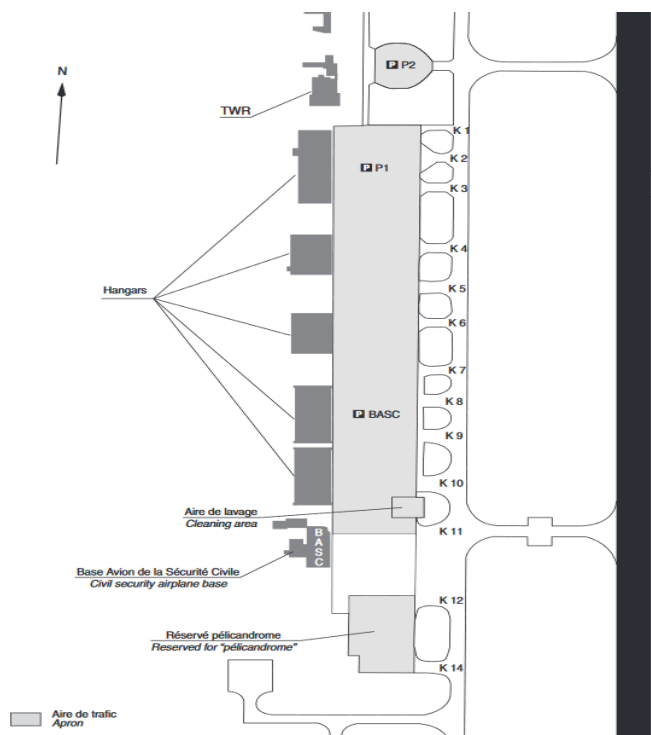 P P2
N
TWR
K 1
K 2
P P1
K 3
K 4
Hangars
K 5
K 6
K 7
K 8
P BASC
K 9
K 10
Aire de lavage
Cleaning area
K 11
BASC
Base Avion de la Sécurité Civile
Civil security airplane base
K 12
Réservé pélicandrome
Reserved for "pélicandrome"
K 14
Aire de trafic
Apron